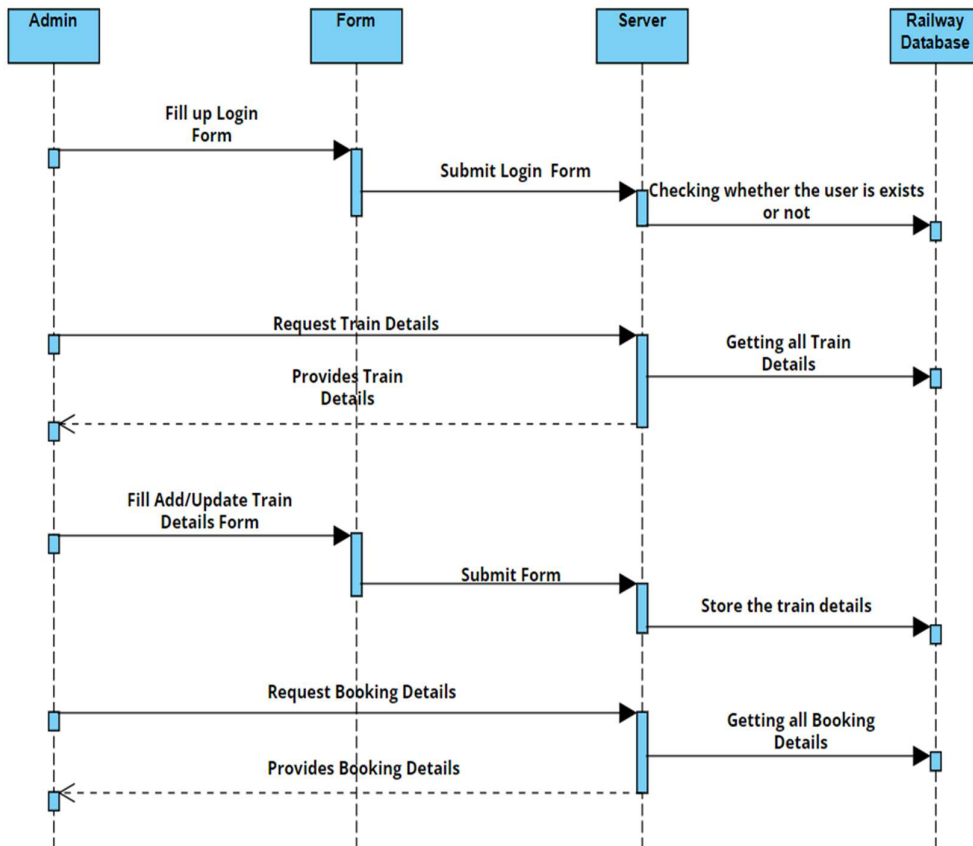 Admin
Form
Server
Railway
Database
Fill up Login
Form
Submit Login Form
Checking whether the user is exists
or not
Request Train Details
Getting all Train
Details
Provides Train
Details
Fill Add/Update Train
Details Form
Submit Form
Store the train details
Request Booking Details
Getting all Booking
Details
Provides Booking Details